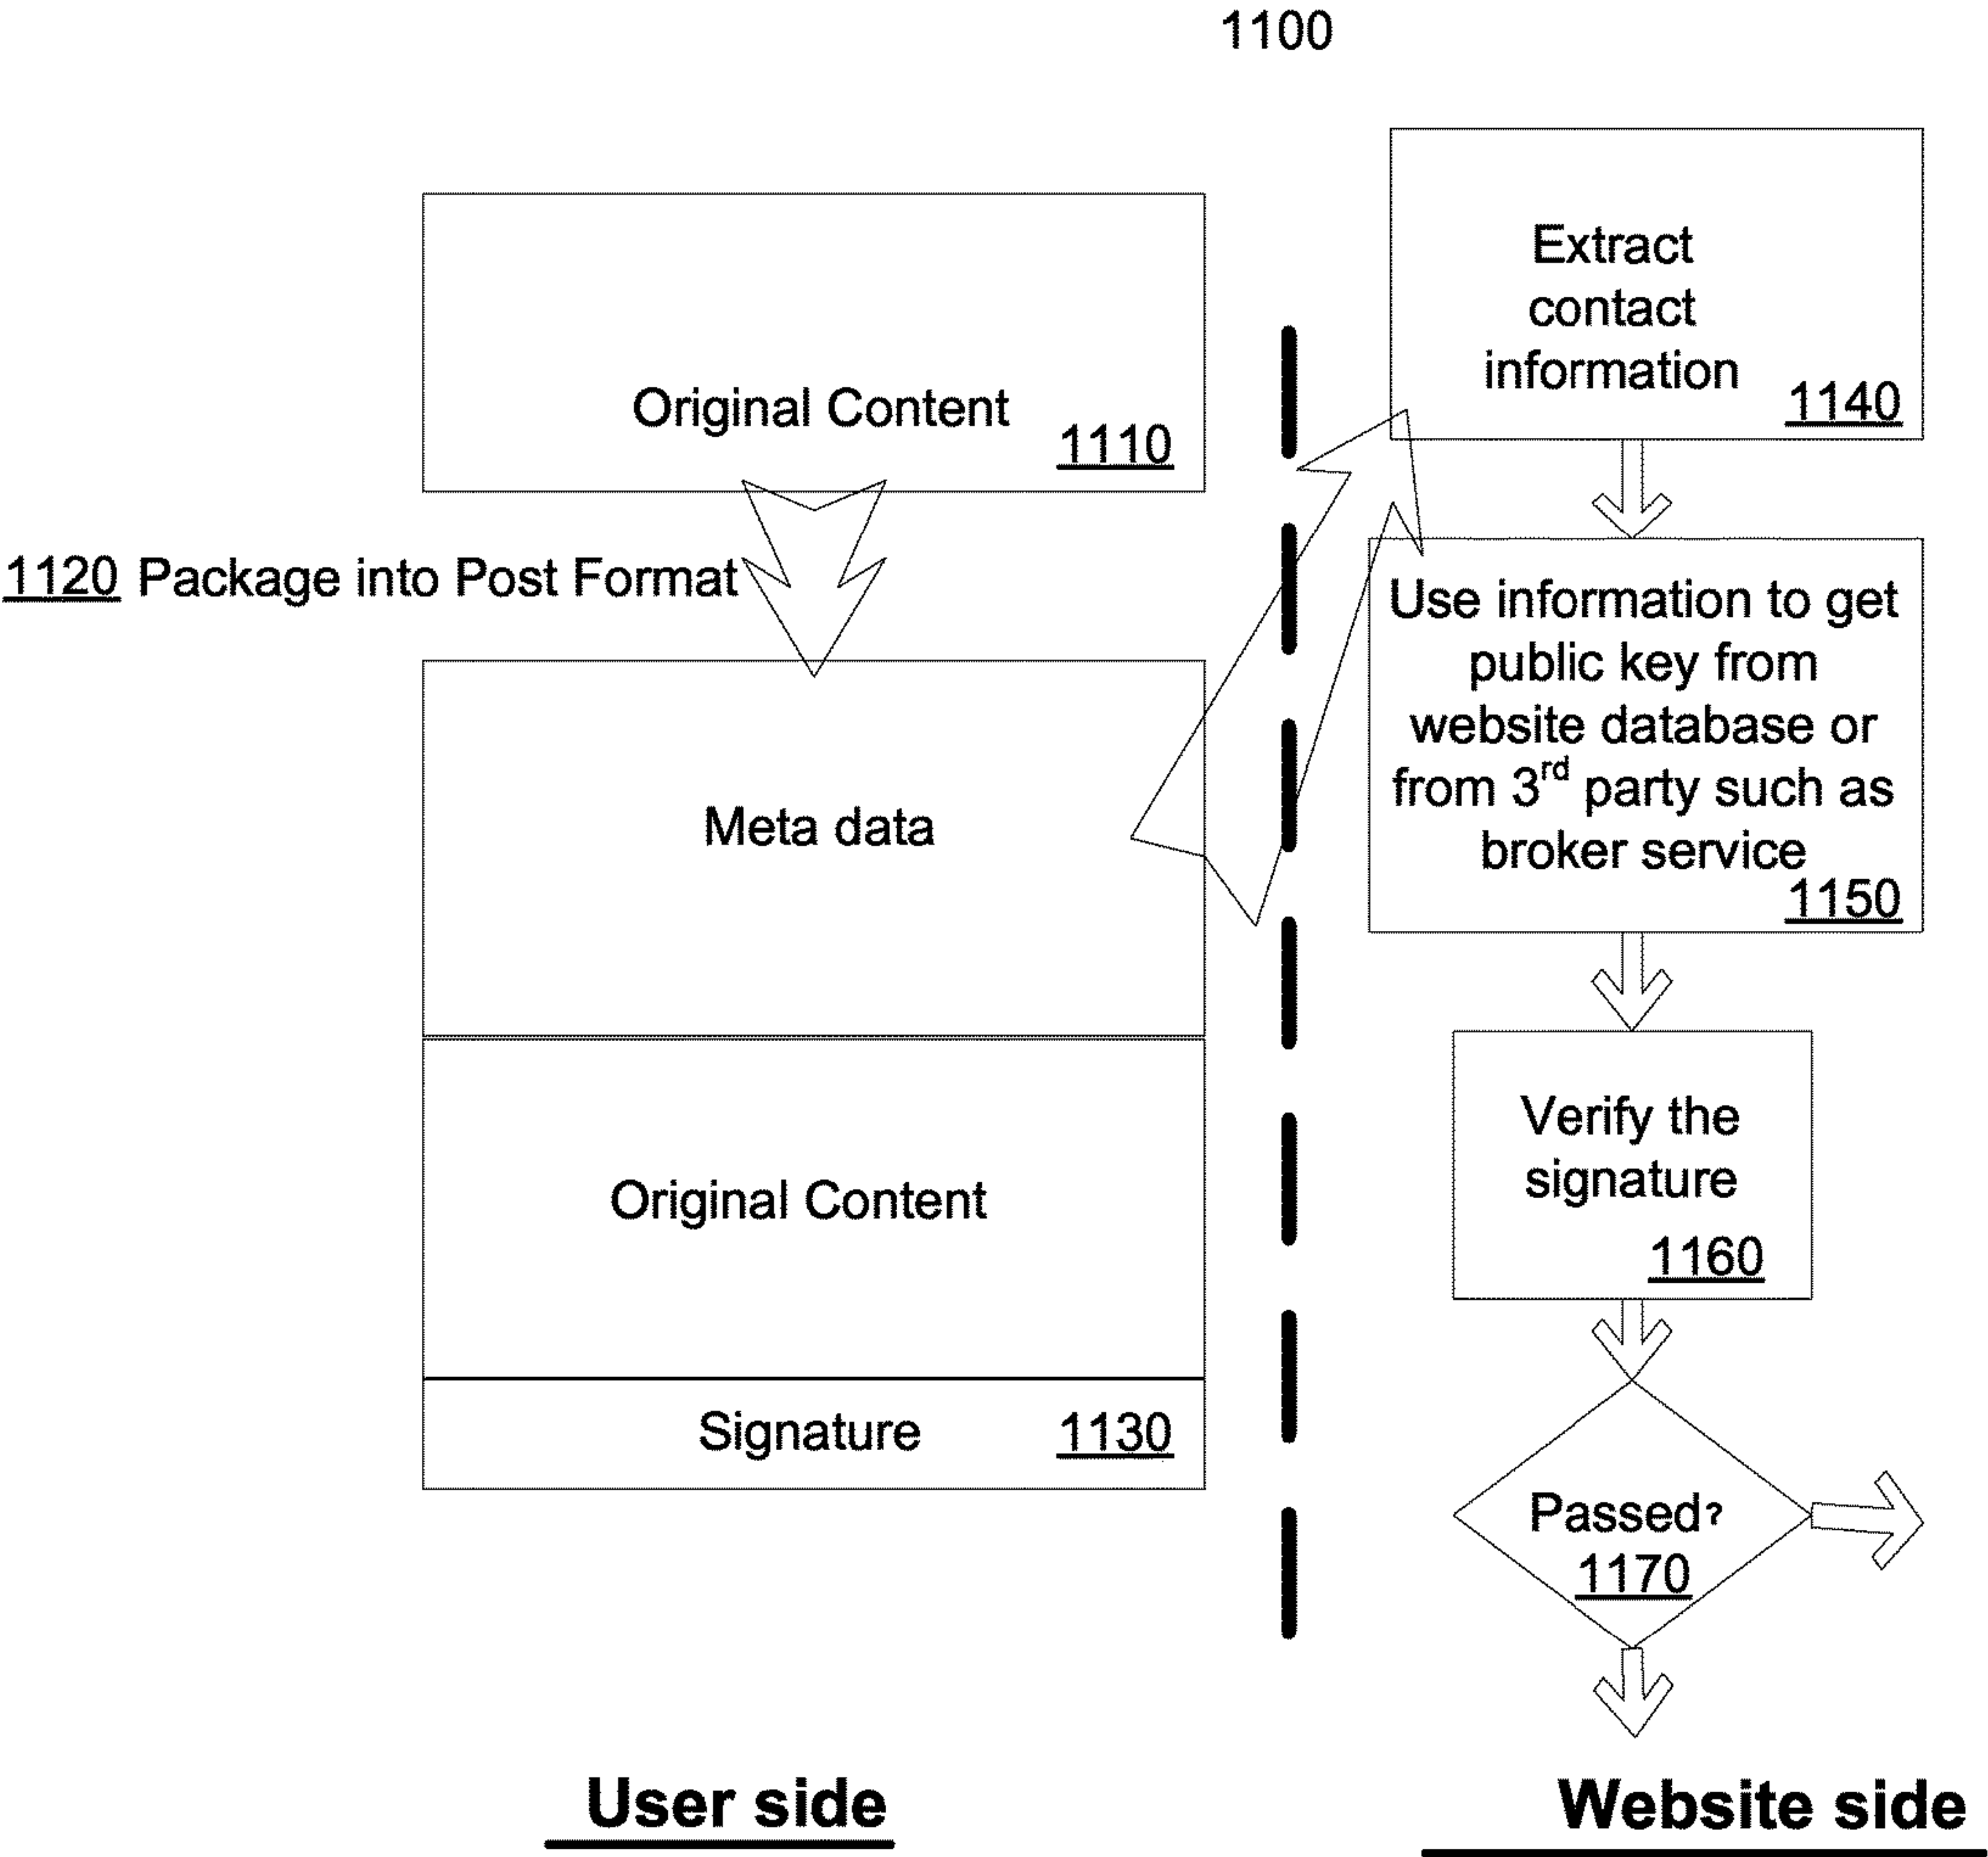 1100
Original Content
1110
1120 Package into Post Format
Meta data
Original Content
Signature 1130
User side
Extract
contact
information
1140
Use information to get
public key from
website database or
from 3rd party such as
broker service
1150
Verify the
signature
1160
Passed?
1170
Website side